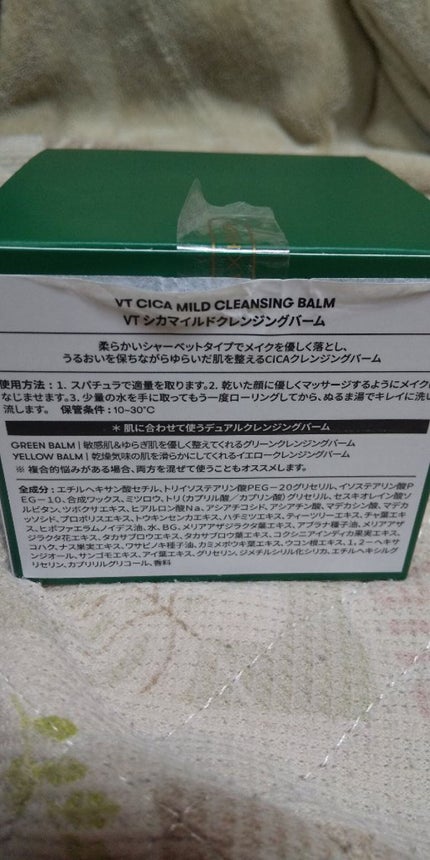 VT CICA MILD CLEANSING BALM
VT シカマイルドクレンジングバーム
柔らかいシャーベットタイプでメイクを優しく落とし、
うるおいを保ちながらゆらいだ肌を整えるCICAクレンジングバーム
使用方法：1. スパチュラで適量を取ります。2. 乾いた顔に優しくマッサージするようにメイク
なじませます。3. 少量の水を手に取ってもう一度ローリングしてから、ぬるま湯でキレイに洗い
流します。 保管条件：10~30°C
＊肌に合わせて使うデュアルクレンジングバーム
GREEN BALM | 敏感肌&ゆらぎ肌を優しく整えてくれるグリーンクレンジングバーム
YELLOW BALM | 乾燥気味の肌を滑らかにしてくれるイエロークレンジングバーム
※ 複合的悩みがある場合、両方を混ぜて使うこともオススメします。
全成分：エチルヘキサン酸セチル、トリイソステアリン酸PEG－20グリセリル、イソステアリン酸P
EG－10、合成ワックス、ミツロウ、トリ(カプリル酸／カプリン酸)グリセリル、セスキオレイン酸ソ
ルビタン、ツボクサエキス、ヒアルロン酸Na、アシアチコシド、アシアチン酸、マデカシン酸、マデカ
ッソシド、プロポリスエキス、トウキンセンカエキス、ハチミツエキス、ティーツリーエキス、チャ葉エキ
ス、ヒポファエラムノイデス油、水、BG、メリアアザジラクタ葉エキス、アブラナ種子油、メリアアザ
ジラクタ花エキス、タカサブロウエキス、タカサブロウ葉エキス、コクシニアインディカ果実エキス、
コハク、ナス果実エキス、ワサビノキ種子油、カミメボウキ葉エキス、ウコン根エキス、1，2－ヘキサ
ンジオール、サンゴモエキス、アイ葉エキス、グリセリン、ジメチルシリル化シリカ、エチルヘキシルグ
リセリン、カプリリルグリコール、香料